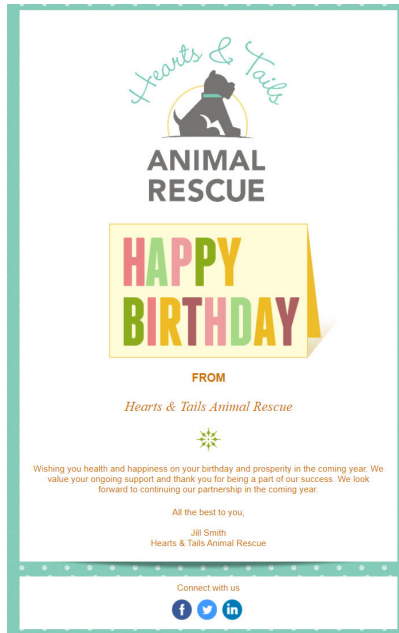 Hearts & Tails
ANIMAL
RESCUE
HAPPY
BIRTHDAY
FROM
Hearts & Tails Animal Rescue
Wishing you health and happiness on your birthday and prosperity in the coming year. We
value your ongoing support and thank you for being a part of our success. We look
forward to continuing our partnership in the coming year.
All the best to you,
Jill Smith
Hearts & Tails Animal Rescue
Connect with us
f
in